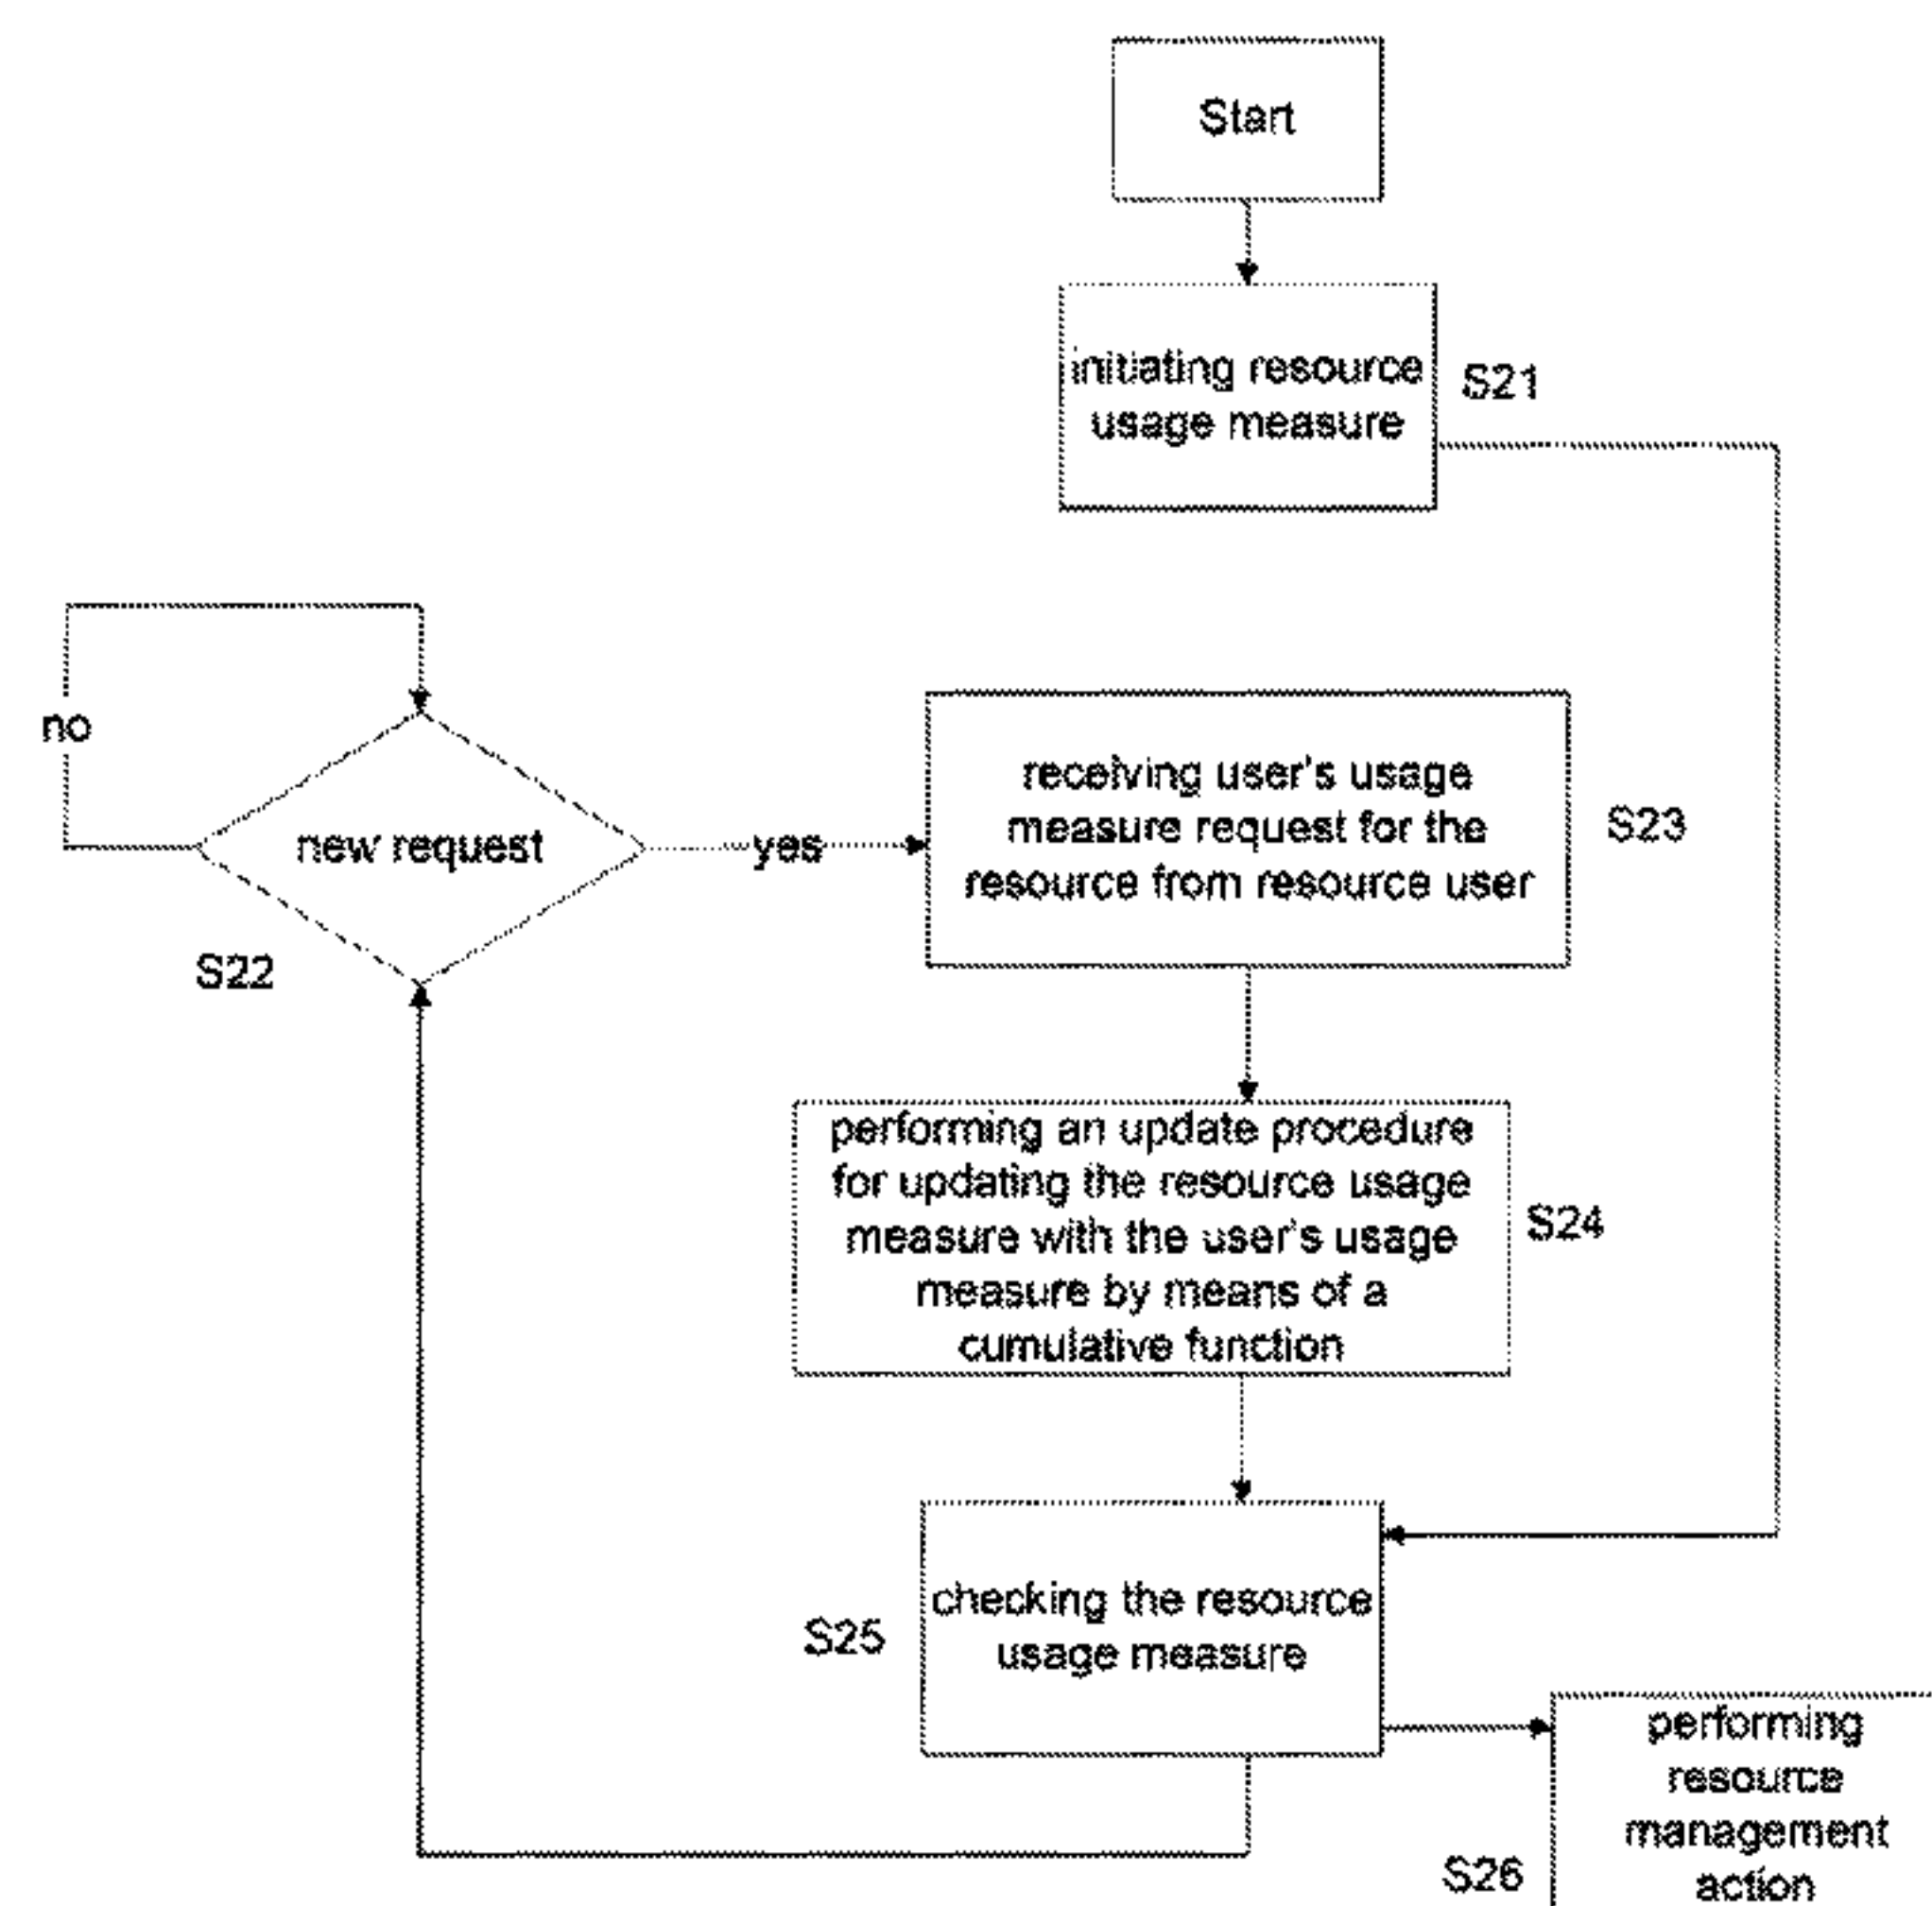 Start
initiating resource
usage measure
S21
no
new request
yes
S22
receiving user's usage
measure request for the
resource from resource user
S23
performing an update procedure
for updating the resource usage
measure with the user's usage
measure by means of a
cumulative function
S24
checking the resource
usage measure
S25
performing
resource
management
action
S26